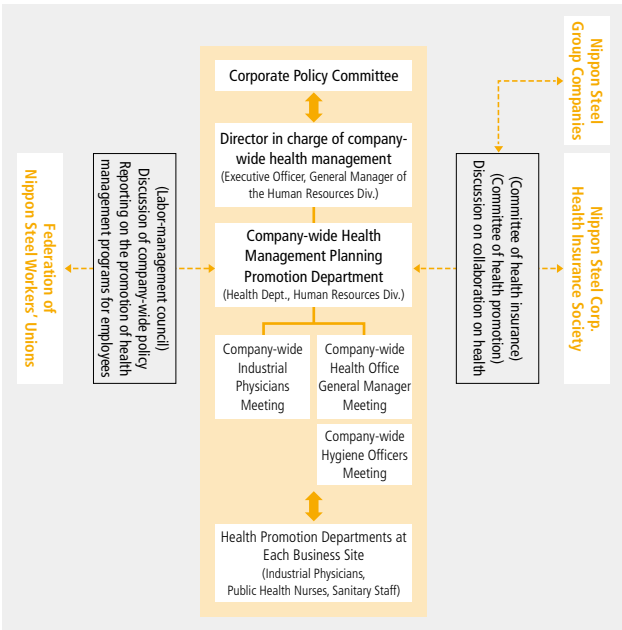 Corporate Policy Committee
Director in charge of company-
wide health management
(Executive Officer, General Manager of
the Human Resources Div.)
Company-wide Health
Management Planning
Promotion Department
(Health Dept., Human Resources Div.)
Company-wide
Industrial
Physicians
Meeting
Company-wide
Health Office
General Manager
Meeting
Company-wide
Hygiene Officers
Meeting
Health Promotion Departments at
Each Business Site
(Industrial Physicians,
Public Health Nurses, Sanitary Staff)
Federation of
Nippon Steel Workers' Unions
(Labor-management council)
Discussion of company-wide policy
Reporting on the promotion of health
management programs for employees
(Committee of health insurance)
(Committee of health promotion)
Discussion on collaboration on health
Nippon Steel
Group Companies
Nippon Steel Corp.
Health Insurance Society